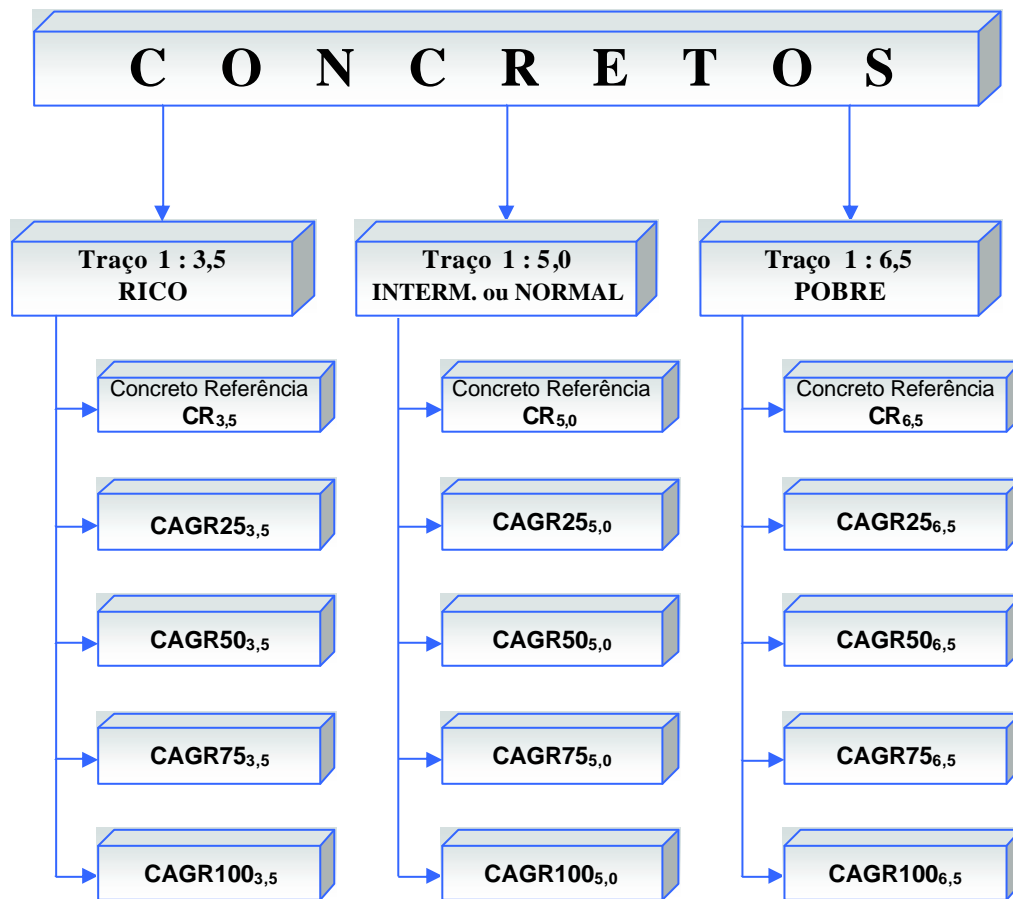 C O N C R E T O S
Traço 1 : 3,5
RICO
Concreto Referência
CR3,5
CAGR253,5
CAGR503,5
CAGR753,5
CAGR1003,5
Traço 1 : 5,0
INTERM. ou NORMAL
Concreto Referência
CR5,0
CAGR255,0
CAGR505,0
CAGR755,0
CAGR1005,0
Traço 1 : 6,5
POBRE
Concreto Referência
CR6,5
CAGR256,5
CAGR506,5
CAGR756,5
CAGR1006,5